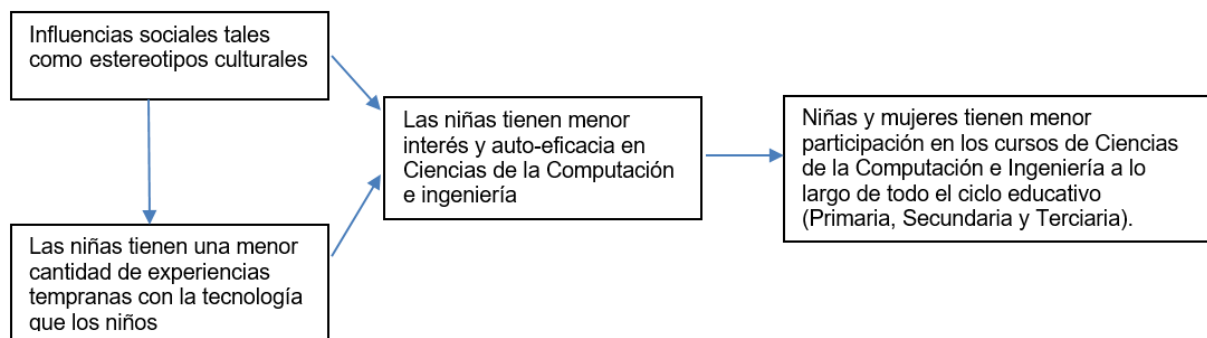 Influencias sociales tales
como estereotipos culturales
Las niñas tienen una menor
cantidad de experiencias
tempranas con la tecnología
que los niños
Las niñas tienen menor
interés y auto-eficacia en
Ciencias de la Computación
e ingeniería
Niñas y mujeres tienen menor
participación en los cursos de Ciencias
de la Computación e Ingeniería a lo
largo de todo el ciclo educativo
(Primaria, Secundaria y Terciaria).